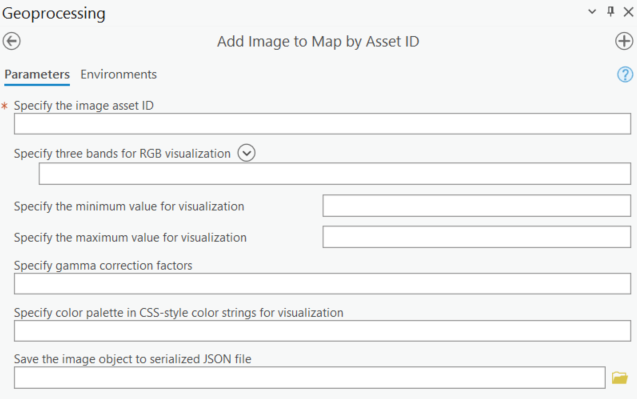 Geoprocessing
Add Image to Map by Asset ID
Parameters Environments
* Specify the image asset ID
Specify three bands for RGB visualization
Specify the minimum value for visualization
Specify the maximum value for visualization
Specify gamma correction factors
Specify color palette in CSS-style color strings for visualization
Save the image object to serialized JSON file